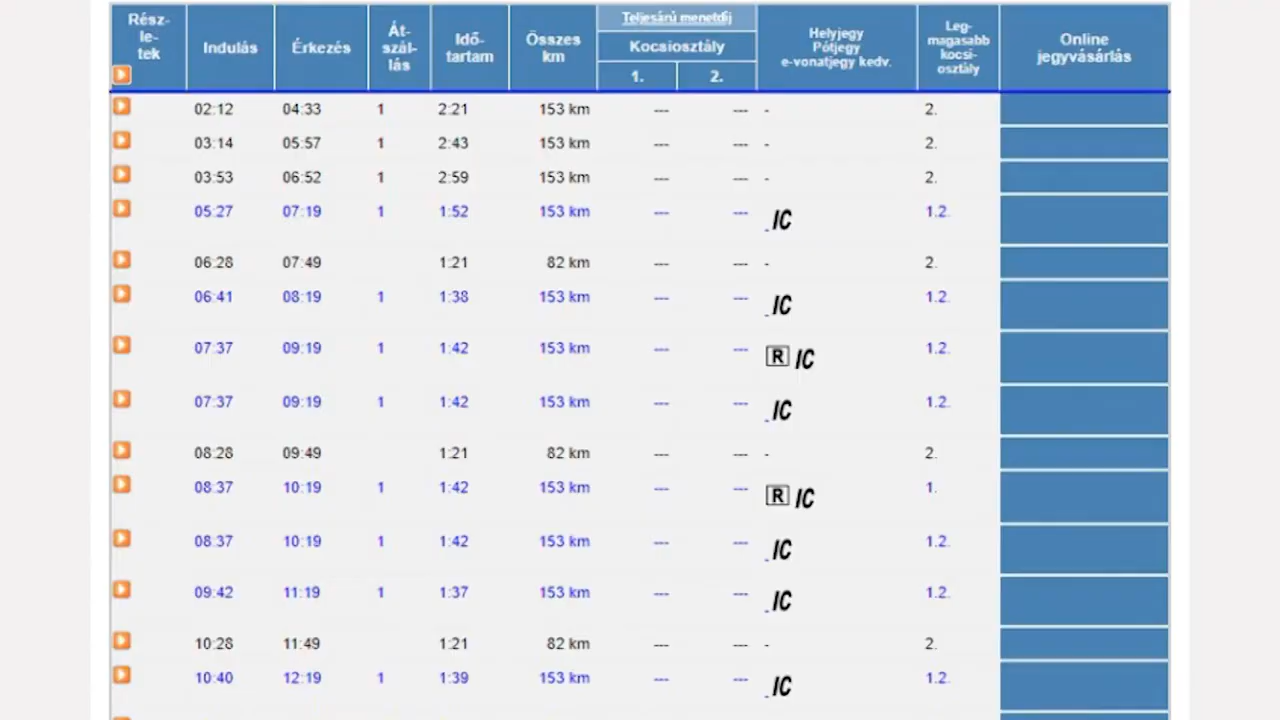 Rész-
le-
tek
Indulás
Érkezés
Át-
szál-
lás
Idő-
tartam
Összes
km
Teljesárú menetdíj
Kocsiosztály
1. 2.
Helyjegy
Pótjegy
e-vonatjegy kedv.
Leg-
magasabb
kocsi-
osztály
Online
jegyvásárlás
02:12 04:33 1 2:21 153 km --- --- - 2.
03:14 05:57 1 2:43 153 km --- --- - 2.
03:53 06:52 1 2:59 153 km --- --- - 2.
05:27 07:19 1 1:52 153 km --- --- IC 1.2.
06:28 07:49 1:21 82 km --- --- - 2.
06:41 08:19 1 1:38 153 km --- --- IC 1.2.
07:37 09:19 1 1:42 153 km --- --- R IC 1.2.
07:37 09:19 1 1:42 153 km --- --- IC 1.2.
08:28 09:49 1:21 82 km --- --- - 2.
08:37 10:19 1 1:42 153 km --- --- R IC 1.
08:37 10:19 1 1:42 153 km --- --- IC 1.2.
09:42 11:19 1 1:37 153 km --- --- IC 1.2.
10:28 11:49 1:21 82 km --- --- - 2.
10:40 12:19 1 1:39 153 km --- --- IC 1.2.